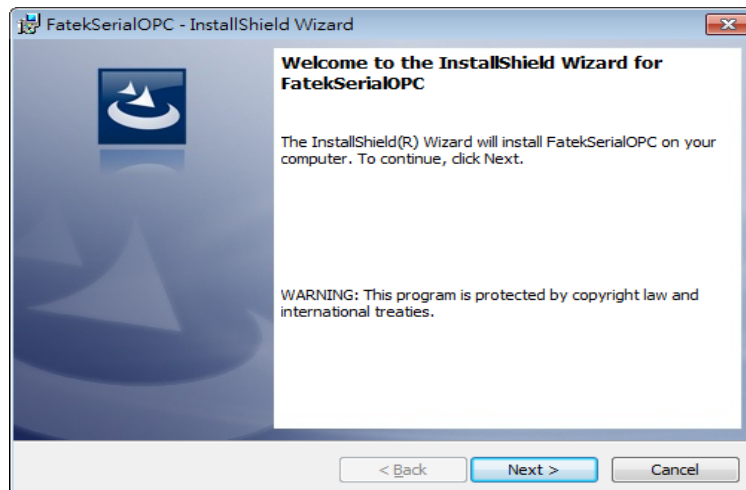 FatekSerialOPC - InstallShield Wizard
Welcome to the InstallShield Wizard for
FatekSerialOPC
The InstallShield(R) Wizard will install FatekSerialOPC on your
computer. To continue, click Next.
WARNING: This program is protected by copyright law and
international treaties.
< Back Next > Cancel